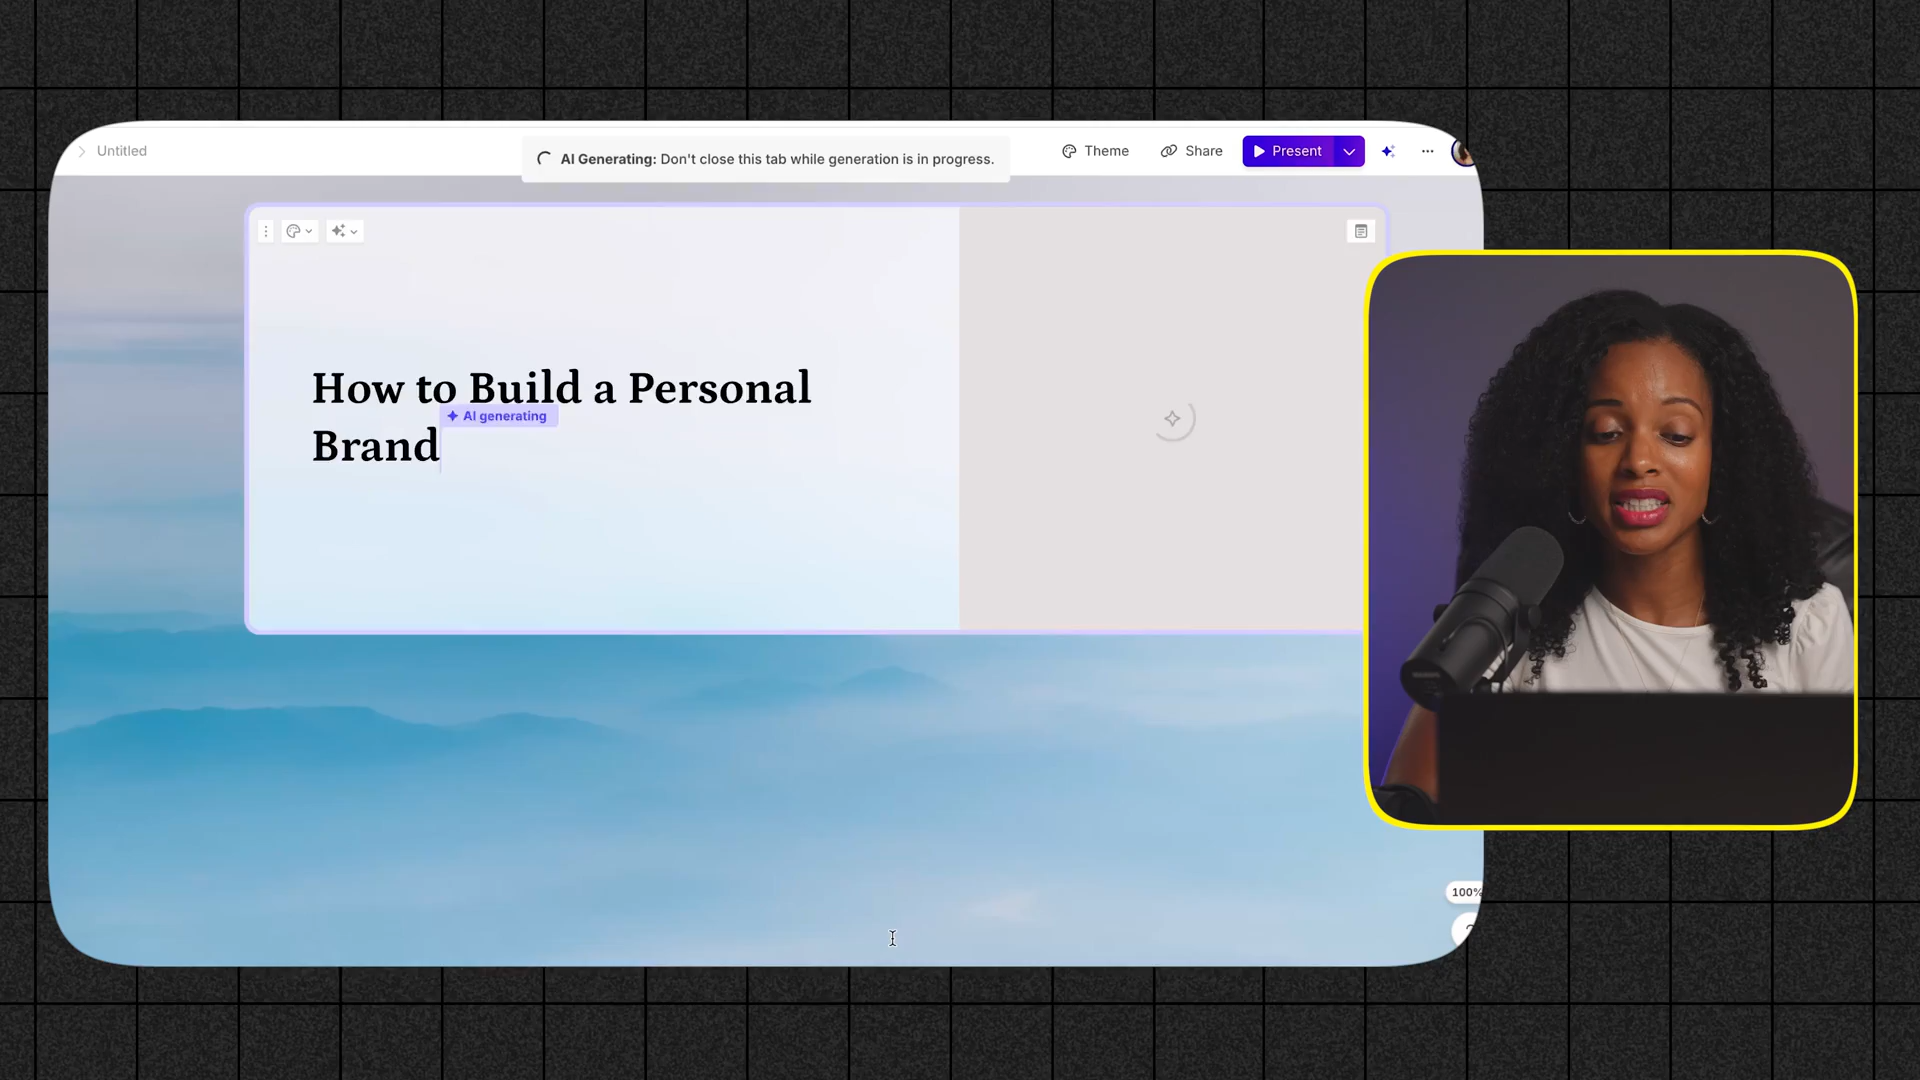 Untitled
AI Generating: Don't close this tab while generation is in progress.
Theme
Share
Present
How to Build a Personal
AI generating
Brand
100%